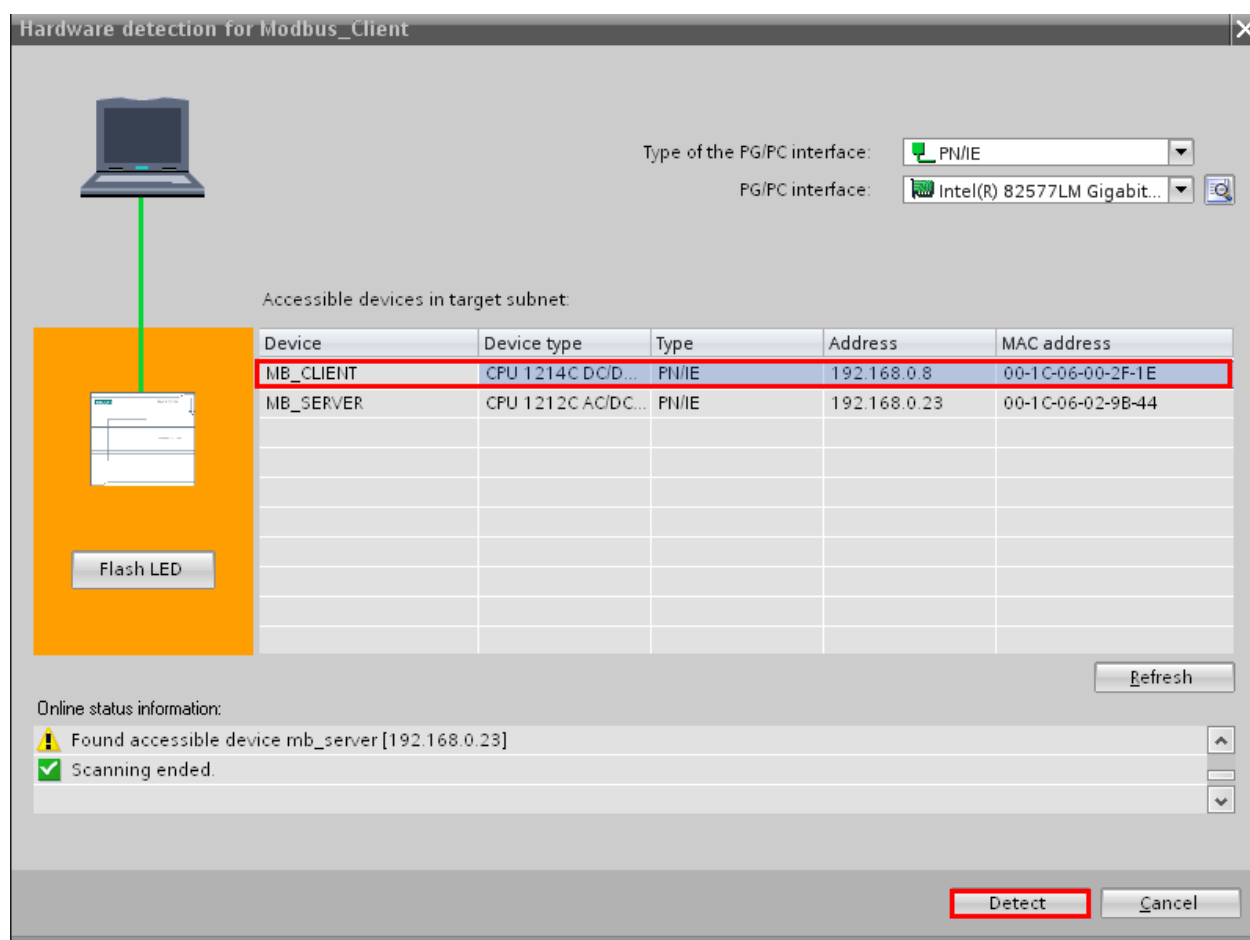 Hardware detection for Modbus_Client
Type of the PG/PC interface: PN/IE
PG/PC interface: Intel(R) 82577LM Gigabit...
Accessible devices in target subnet:
Device Device type Type Address MAC address
MB_CLIENT CPU 1214C DC/D... PN/IE 192.168.0.8 00-1C-06-00-2F-1E
MB_SERVER CPU 1212C AC/DC... PN/IE 192.168.0.23 00-1C-06-02-9B-44
Flash LED
Refresh
Online status information:
Found accessible device mb_server [192.168.0.23]
Scanning ended.
Detect Cancel